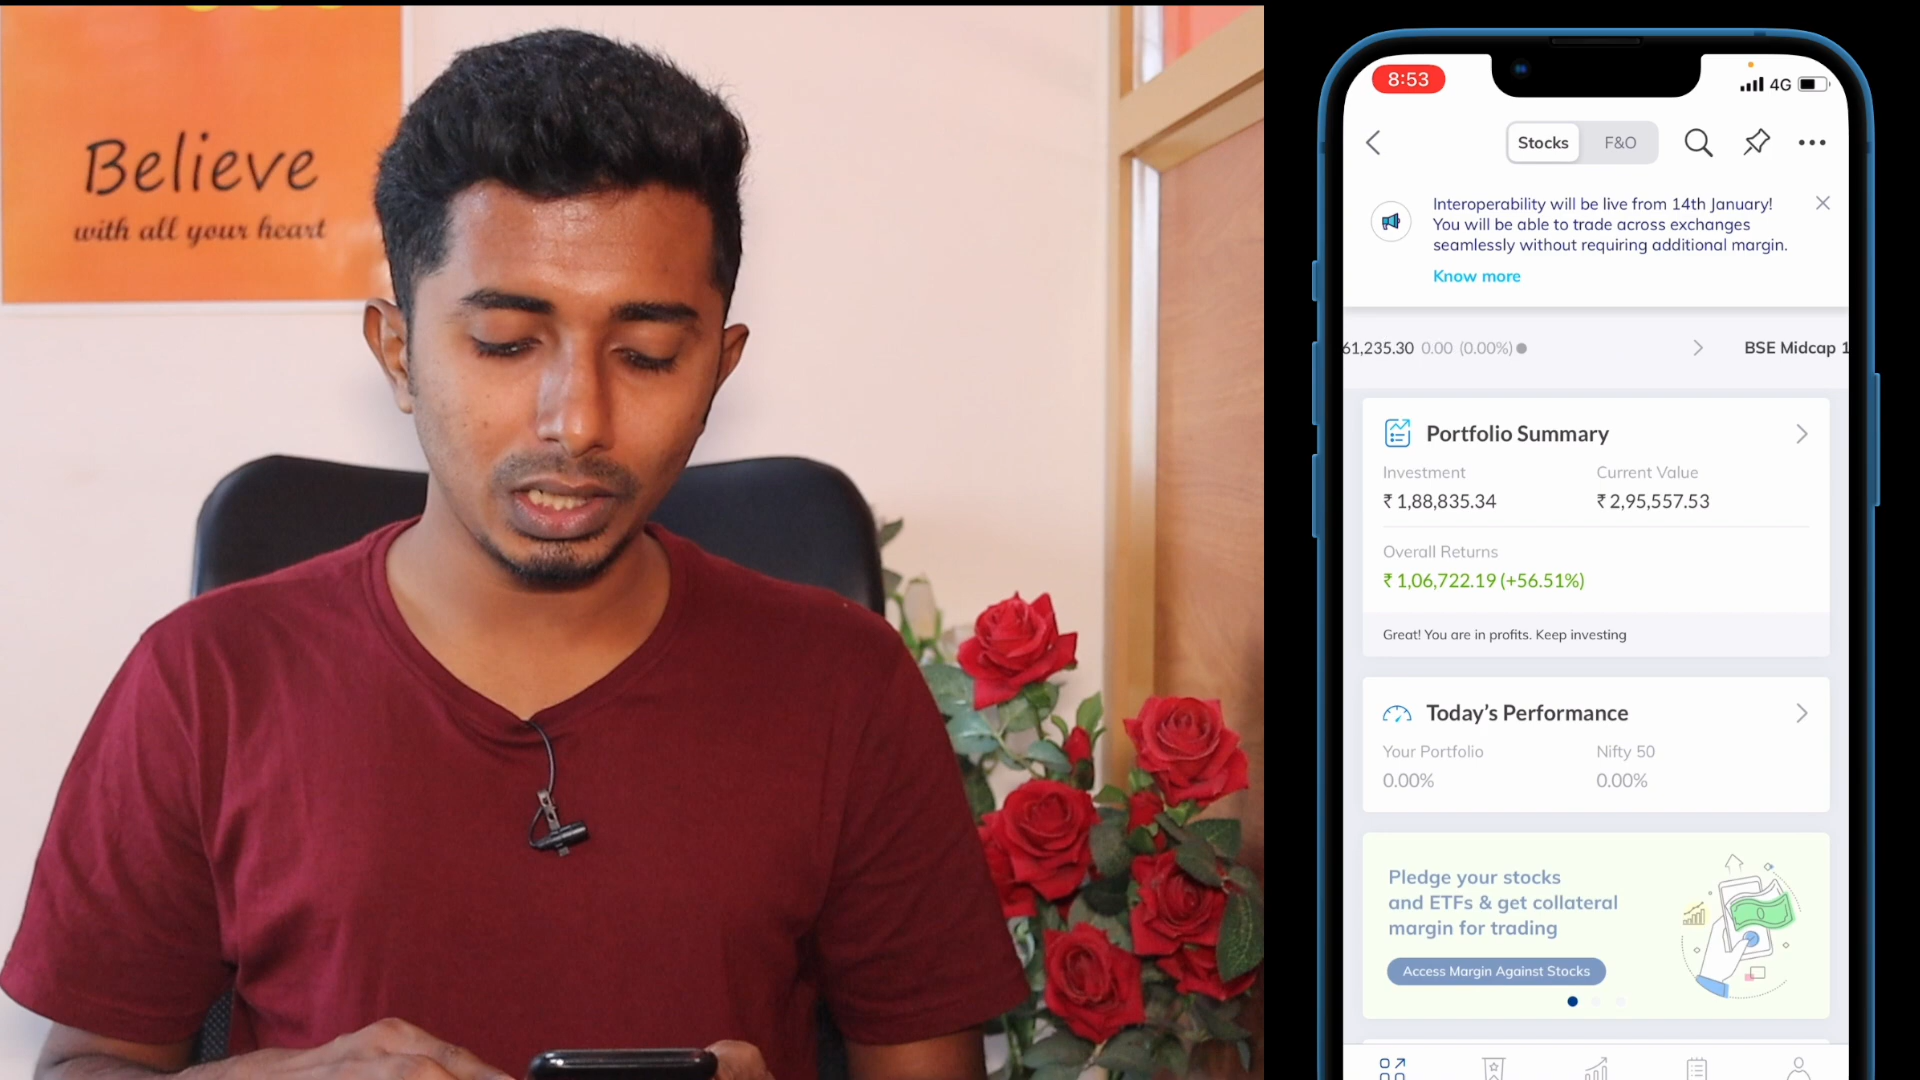 Believe
with all your heart
8:53
4G
Stocks
F&O
Interoperability will be live from 14th January!
You will be able to trade across exchanges
seamlessly without requiring additional margin.
Know more
61,235.30 0.00 (0.00%)
BSE Midcap 1
Portfolio Summary
Investment
Current Value
₹ 1,88,835.34
₹ 2,95,557.53
Overall Returns
₹ 1,06,722.19 (+56.51%)
Great! You are in profits. Keep investing
Today's Performance
Your Portfolio
Nifty 50
0.00%
0.00%
Pledge your stocks
and ETFs & get collateral
margin for trading
Access Margin Against Stocks